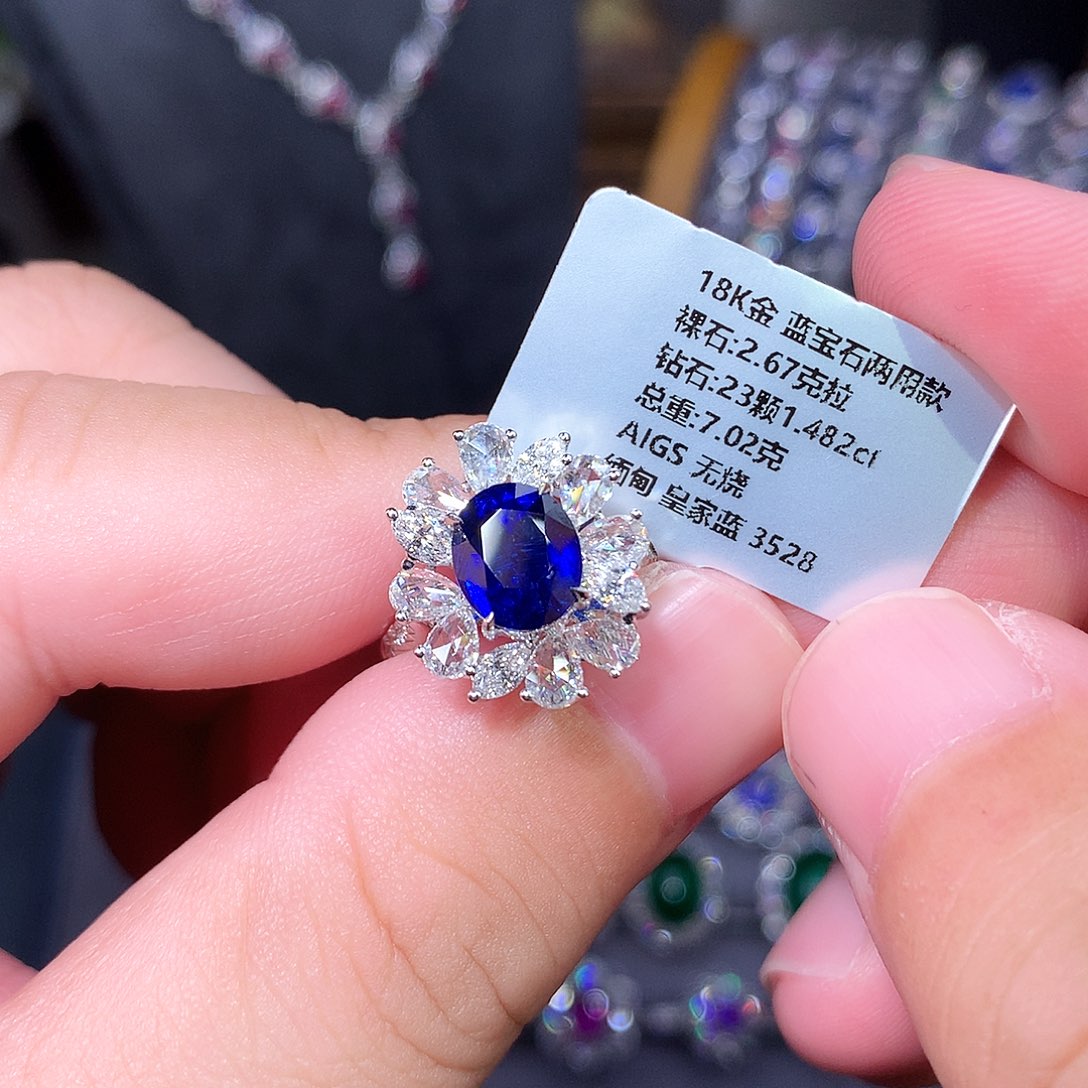 18K金 蓝宝石两用款
裸石:2.67克拉
钻石:23颗1.482ct
总重:7.02克
AIGS 无烧
缅甸 皇家蓝 3528